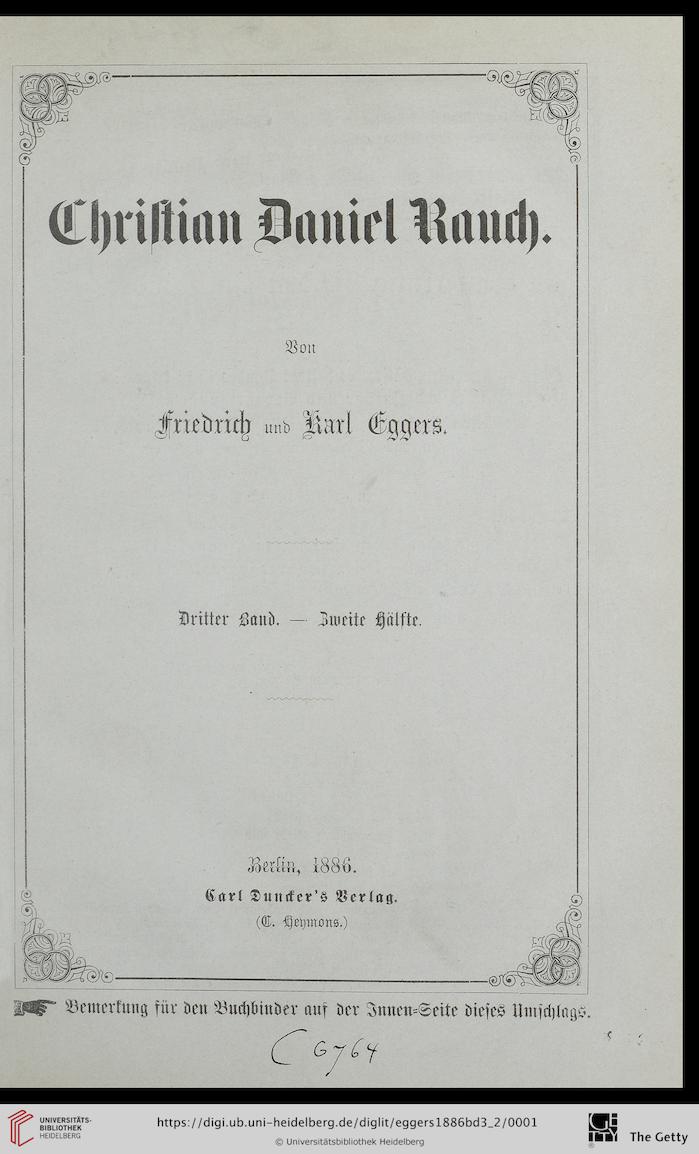 Christian Daniel Rauch.
Von
Friedrich und Karl Eggers.
Dritter Band. — Zweite Hälfte.
Berlin, 1886.
Carl Duncker's Verlag.
(C. Heymons.)
Bemerkung für den Buchbinder auf der Innen-Seite dieses Umschlags.
C 6764
UNIVERSITÄTS-
BIBLIOTHEK
HEIDELBERG
https://digi.ub.uni-heidelberg.de/diglit/eggers1886bd3_2/0001
© Universitätsbibliothek Heidelberg
The Getty